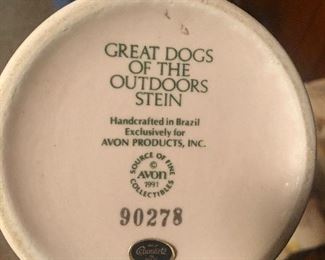 GREAT DOGS
OF THE
OUTDOORS
STEIN
Handcrafted in Brazil
Exclusively for
AVON PRODUCTS, INC.
SOURCE OF FINE
©
AVON
1991
COLLECTIBLES
90278